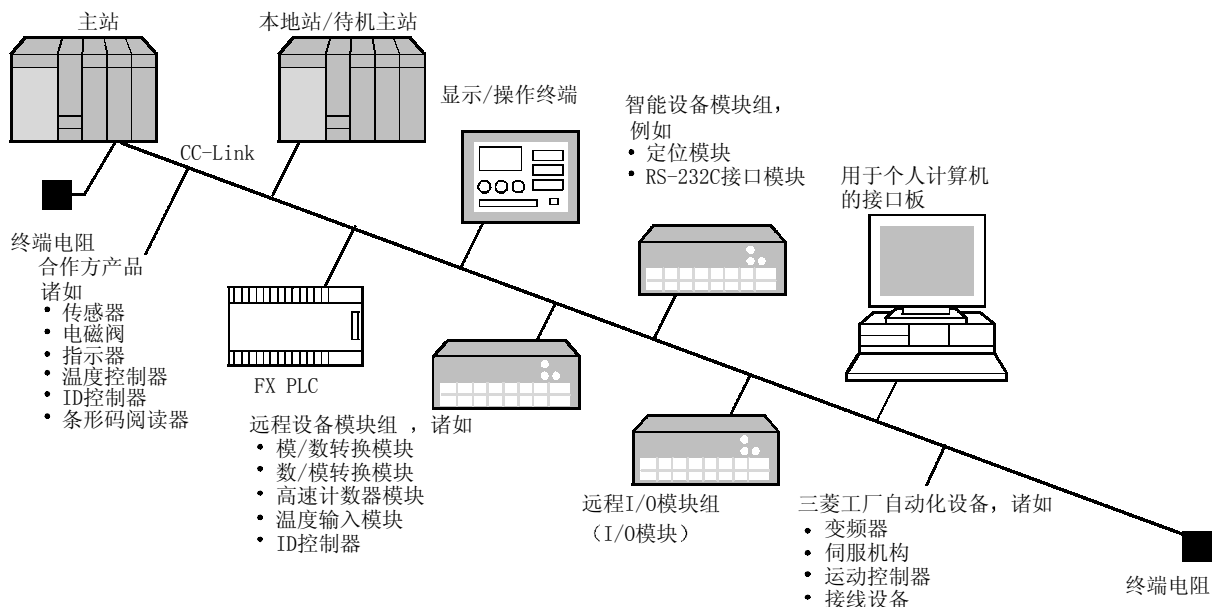 主站
本地站/待机主站
显示/操作终端
智能设备模块组，
例如
• 定位模块
• RS-232C接口模块
用于个人计算机
的接口板
CC-Link
终端电阻
合作方产品
诸如
• 传感器
• 电磁阀
• 指示器
• 温度控制器
• ID控制器
• 条形码阅读器
FX PLC
远程设备模块组 ，诸如
• 模/数转换模块
• 数/模转换模块
• 高速计数器模块
• 温度输入模块
• ID控制器
远程I/O模块组
（I/O模块）
三菱工厂自动化设备，诸如
• 变频器
• 伺服机构
• 运动控制器
• 接线设备
终端电阻